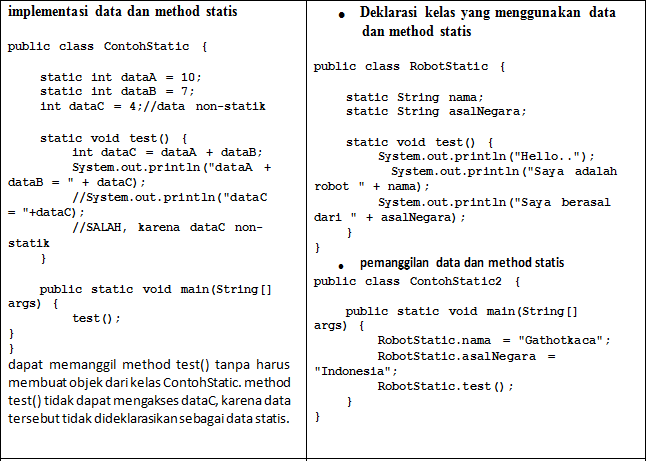 implementasi data dan method statis
public class ContohStatic {
static int dataA = 10;
static int dataB = 7;
int dataC = 4;//data non-statik
static void test() {
int dataC = dataA + dataB;
System.out.println("dataA +
dataB = " + dataC);
//System.out.println("dataC
= "+dataC);
//SALAH, karena dataC non-
statik
}
public static void main(String[]
args) {
test();
}
}
dapat memanggil method test() tanpa harus
membuat objek dari kelas ContohStatic. method
test() tidak dapat mengakses dataC, karena data
tersebut tidak dideklarasikan sebagai data statis.
• Deklarasi kelas yang menggunakan data
dan method statis
public class RobotStatic {
static String nama;
static String asalNegara;
static void test() {
System.out.println("Hello..");
System.out.println("Saya adalah
robot " + nama);
System.out.println("Saya berasal
dari " + asalNegara);
}
}
• pemanggilan data dan method statis
public class ContohStatic2 {
public static void main(String[]
args) {
RobotStatic.nama = "Gathotkaca";
RobotStatic.asalNegara =
"Indonesia";
RobotStatic.test();
}
}